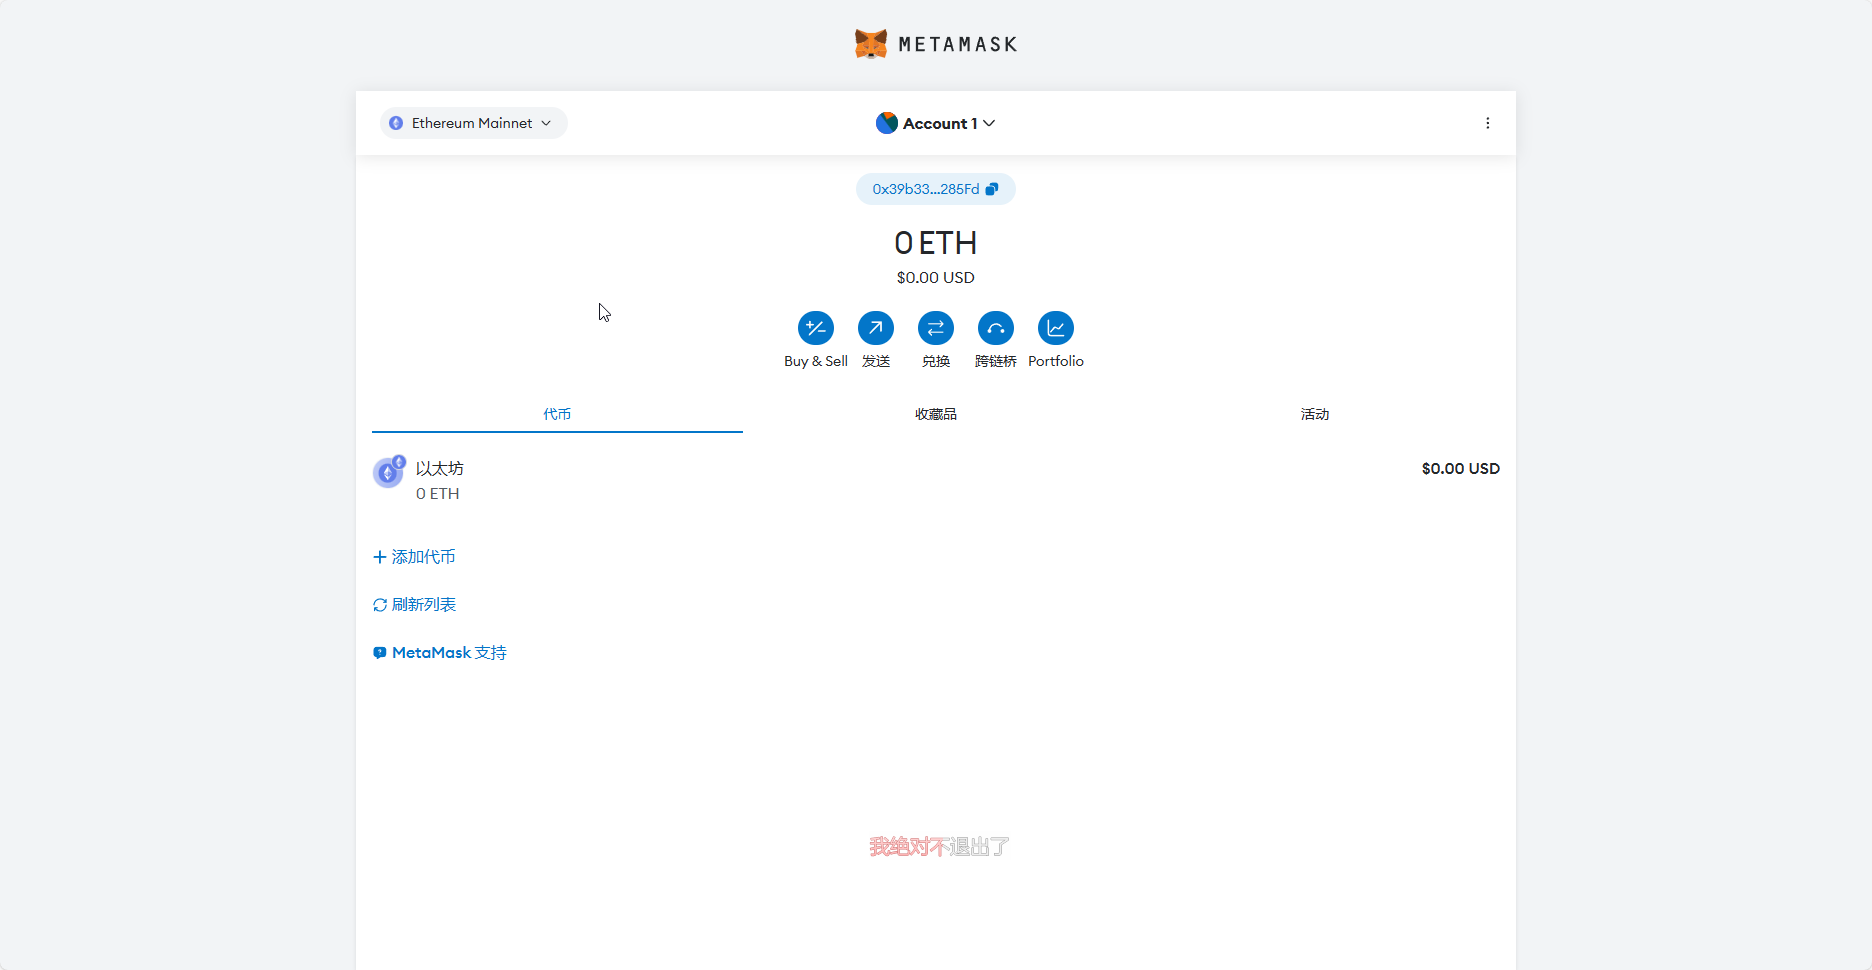 METAMASK
Ethereum Mainnet
Account 1
0x39b33...285Fd
0 ETH
$0.00 USD
Buy & Sell
发送
兑换
跨链桥
Portfolio
代币
收藏品
活动
以太坊
$0.00 USD
0 ETH
添加代币
刷新列表
MetaMask 支持
我绝对不退出了